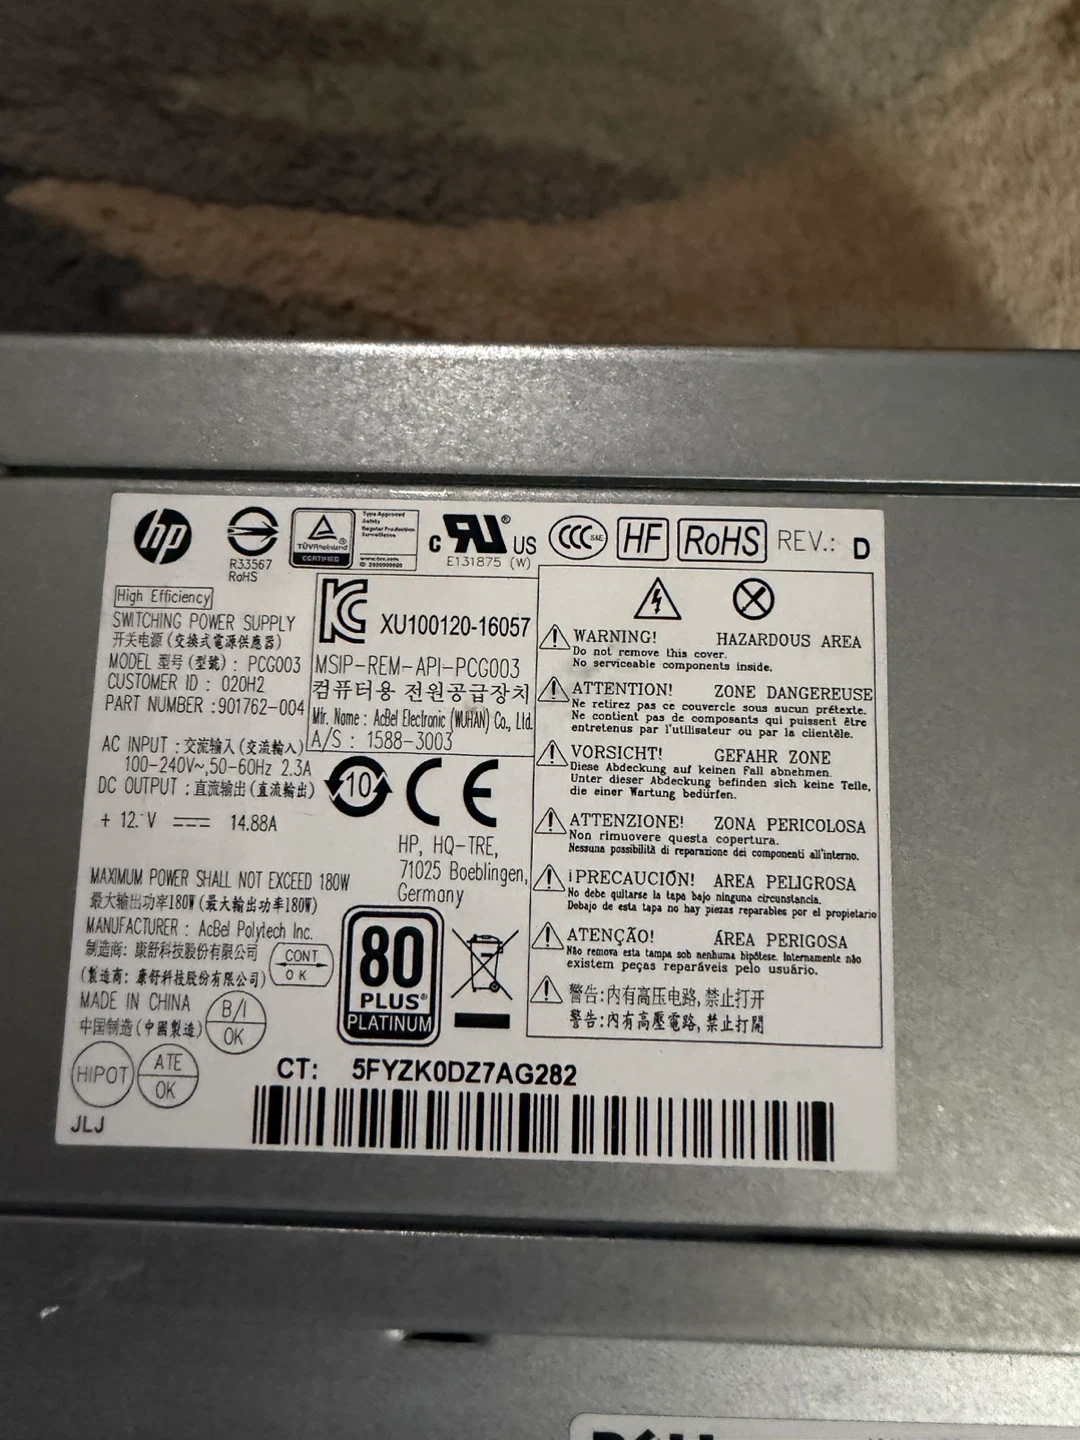 hp
R33567
RoHS
TÜVRheinland
CERTIFIED
Type Approved
Safety
Regular Production
Surveillance
c UL® US
E131875 (W)
CCC S&E
HF
RoHS
REV.: D
High Efficiency
SWITCHING POWER SUPPLY
开关电源 (交換式電源供應器)
MODEL 型号 (型號) : PCG003
CUSTOMER ID : 020H2
PART NUMBER :901762-004
AC INPUT : 交流输入 (交流輸入)
100-240V~,50-60Hz 2.3A
DC OUTPUT : 直流输出 (直流輸出)
+ 12. V 14.88A
MAXIMUM POWER SHALL NOT EXCEED 180W
最大输出功率180W (最大輸出功率180W)
MANUFACTURER : AcBel Polytech Inc.
制造商: 康舒科技股份有限公司
(製造商: 康舒科技股份有限公司)
CONT
O K
MADE IN CHINA
中国制造 (中國製造)
B/I
OK
HIPOT
ATE
OK
JLJ
KC
XU100120-16057
MSIP-REM-API-PCG003
컴퓨터용 전원공급장치
Mfr. Name : AcBel Electronic (WUHAN) Co., Ltd.
A/S : 1588-3003
10
CE
HP, HQ-TRE,
71025 Boeblingen,
Germany
80
PLUS®
PLATINUM
WARNING! HAZARDOUS AREA
Do not remove this cover.
No serviceable components inside.
ATTENTION! ZONE DANGEREUSE
Ne retirez pas ce couvercle sous aucun prétexte.
Ne contient pas de composants qui puissent être
entretenus par l'utilisateur ou par la clientèle.
VORSICHT! GEFAHR ZONE
Diese Abdeckung auf keinen Fall abnehmen.
Unter dieser Abdeckung befinden sich keine Teile,
die einer Wartung bedürfen.
ATTENZIONE! ZONA PERICOLOSA
Non rimuovere questa copertura.
Nessuna possibilità di reparazione dei componenti all'interno.
¡PRECAUCIÓN! AREA PELIGROSA
No debe quitarse la tapa bajo ninguna circunstancia.
Debajo de esta tapa no hay piezas reparables por el propietario
ATENÇÃO! ÁREA PERIGOSA
Não remova esta tampa sob nenhuma hipótese. Internamente não
existem peças reparáveis pelo usuário.
警告:内有高压电路,禁止打开
警告:內有高壓電路,禁止打開
CT: 5FYZK0DZ7AG282